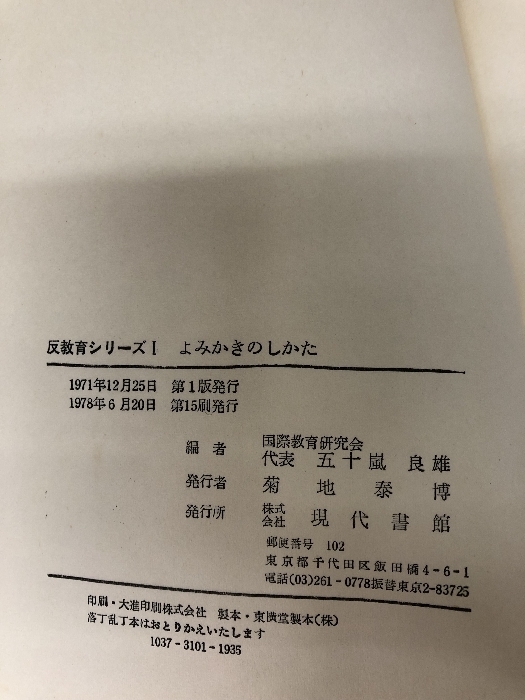 反教育シリーズⅠ よみかきのしかた
1971年12月25日 第1版発行
1978年6月20日 第15刷発行
編者 国際教育研究会
代表 五十嵐良雄
発行者 菊地泰博
発行所 株式会社 現代書館
郵便番号 102
東京都千代田区飯田橋4-6-1
電話(03)261-0778振替東京2-83725
印刷・大進印刷株式会社 製本・東横堂製本(株)
落丁乱丁本はおとりかえいたします
1037-3101-1935